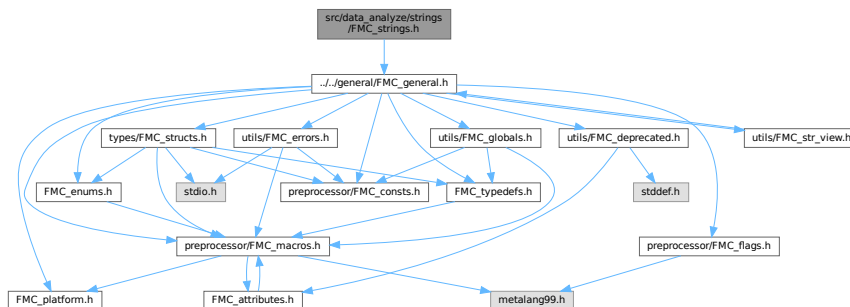 src/data_analyze/strings
/FMC_strings.h
../../general/FMC_general.h
types/FMC_structs.h
utils/FMC_errors.h
utils/FMC_globals.h
utils/FMC_deprecated.h
utils/FMC_str_view.h
FMC_enums.h
stdio.h
preprocessor/FMC_consts.h
FMC_typedefs.h
stddef.h
preprocessor/FMC_macros.h
preprocessor/FMC_flags.h
FMC_platform.h
FMC_attributes.h
metalang99.h